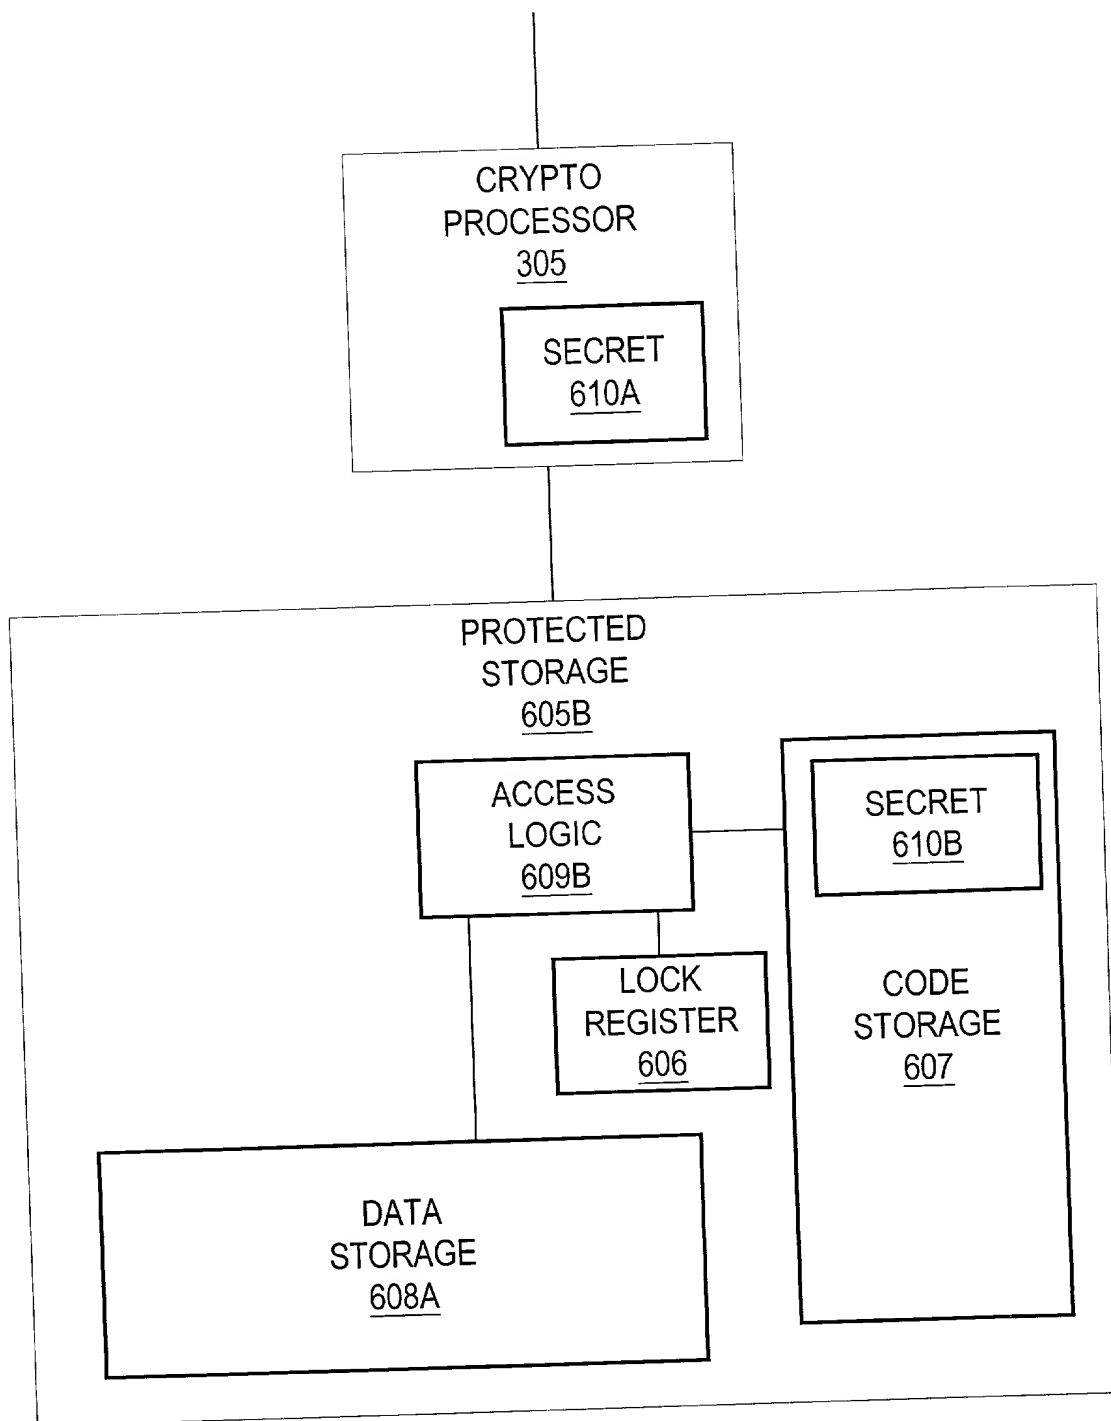 CRYPTO
PROCESSOR
305
SECRET
610A
PROTECTED
STORAGE
605B
ACCESS
LOGIC
609B
SECRET
610B
LOCK
REGISTER
606
CODE
STORAGE
607
DATA
STORAGE
608A